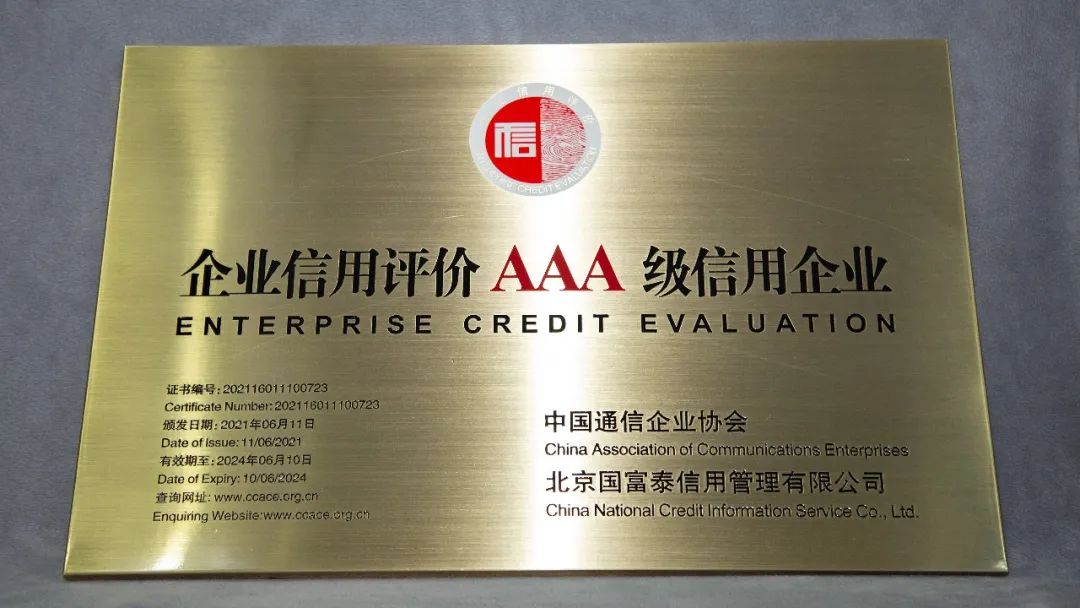 信用评价
信
CREDIT EVALUATION
企业信用评价AAA级信用企业
ENTERPRISE CREDIT EVALUATION
证书编号:202116011100723
Certificate Number:202116011100723
颁发日期:2021年06月11日
Date of Issue:11/06/2021
有效期至:2024年06月10日
Date of Expiry:10/06/2024
查询网址:www.ccace.org.cn
Enquiring Website:www.ccace.org.cn
中国通信企业协会
China Association of Communications Enterprises
北京国富泰信用管理有限公司
China National Credit Information Service Co., Ltd.